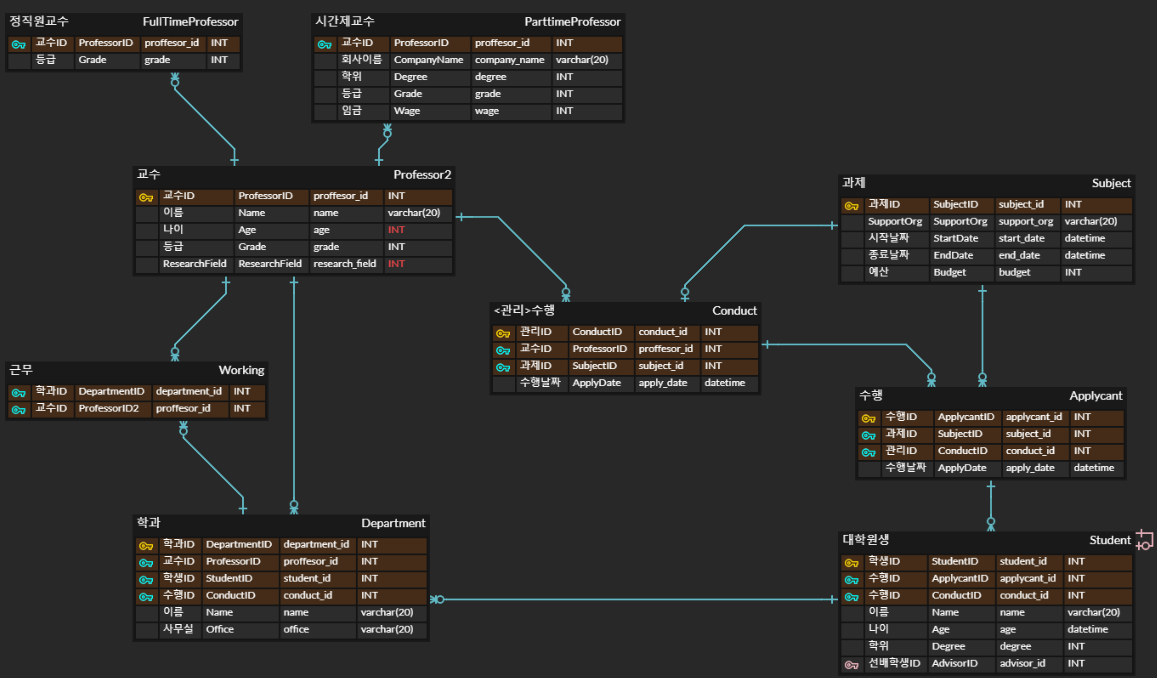 정직원교수 FullTimeProfessor
교수ID ProfessorID proffesor_id INT
등급 Grade grade INT
시간제교수 ParttimeProfessor
교수ID ProfessorID proffesor_id INT
회사이름 CompanyName company_name varchar(20)
학위 Degree degree INT
등급 Grade grade INT
임금 Wage wage INT
교수 Professor2
교수ID ProfessorID proffesor_id INT
이름 Name name varchar(20)
나이 Age age INT
등급 Grade grade INT
ResearchField ResearchField research_field INT
과제 Subject
과제ID SubjectID subject_id INT
SupportOrg SupportOrg support_org varchar(20)
시작날짜 StartDate start_date datetime
종료날짜 EndDate end_date datetime
예산 Budget budget INT
<관리>수행 Conduct
관리ID ConductID conduct_id INT
교수ID ProfessorID proffesor_id INT
과제ID SubjectID subject_id INT
수행날짜 ApplyDate apply_date datetime
근무 Working
학과ID DepartmentID department_id INT
교수ID ProfessorID2 proffesor_id INT
수행 Applycant
수행ID ApplycantID applycant_id INT
과제ID SubjectID subject_id INT
관리ID ConductID conduct_id INT
수행날짜 ApplyDate apply_date datetime
학과 Department
학과ID DepartmentID department_id INT
교수ID ProfessorID proffesor_id INT
학생ID StudentID student_id INT
수행ID ConductID conduct_id INT
이름 Name name varchar(20)
사무실 Office office varchar(20)
대학원생 Student
학생ID StudentID student_id INT
수행ID ApplycantID applycant_id INT
수행ID ConductID conduct_id INT
이름 Name name varchar(20)
나이 Age age datetime
학위 Degree degree INT
선배학생ID AdvisorID advisor_id INT